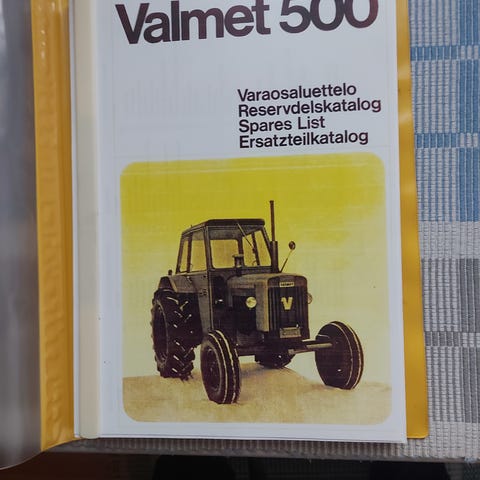 Valmet 500
Varaosaluettelo
Reservdelskatalog
Spares List
Ersatzteilkatalog
V